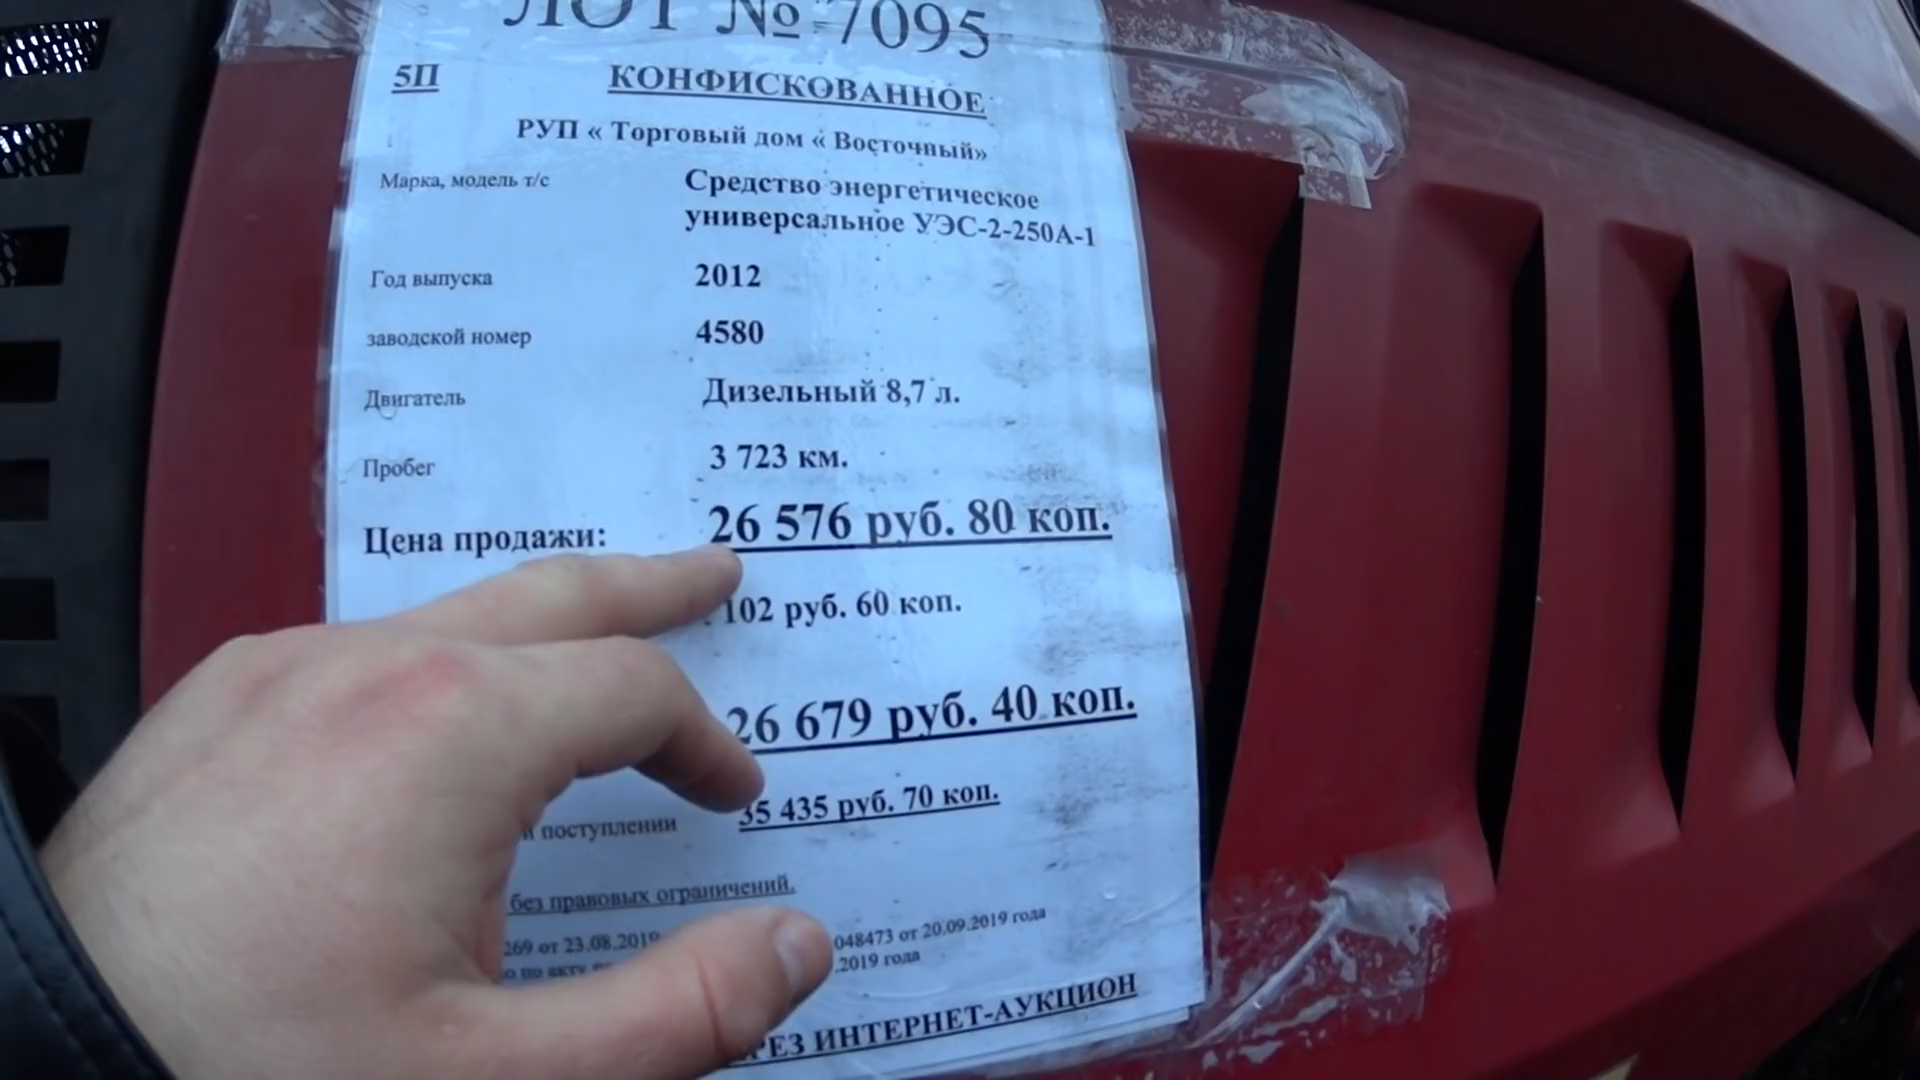 ЛОТ № 7095
5П КОНФИСКОВАННОЕ
РУП « Торговый дом « Восточный»
Марка, модель т/с Средство энергетическое
универсальное УЭС-2-250А-1
Год выпуска 2012
заводской номер 4580
Двигатель Дизельный 8,7 л.
Пробег 3 723 км.
Цена продажи: 26 576 руб. 80 коп.
102 руб. 60 коп.
26 679 руб. 40 коп.
поступлении 35 435 руб. 70 коп.
без правовых ограничений.
269 от 23.08.2019 048473 от 20.09.2019 года
по акту .2019 года
ИНТЕРНЕТ-АУКЦИОН